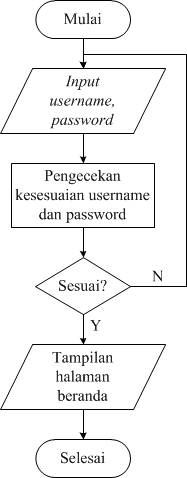 Mulai
Input
username,
password
Pengecekan
kesesuaian username
dan password
Sesuai?
N
Y
Tampilan
halaman
beranda
Selesai